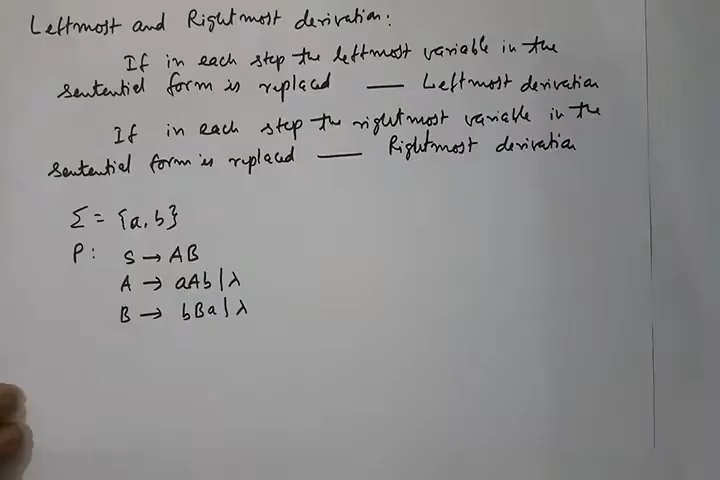 Leftmost and Rightmost derivation:
If in each step the leftmost variable in the
sentential form is replaced — Leftmost derivation
If in each step the rightmost variable in the
sentential form is replaced — Rightmost derivation
Σ = {a, b}
P: S → AB
A → aAb | λ
B → bBa | λ